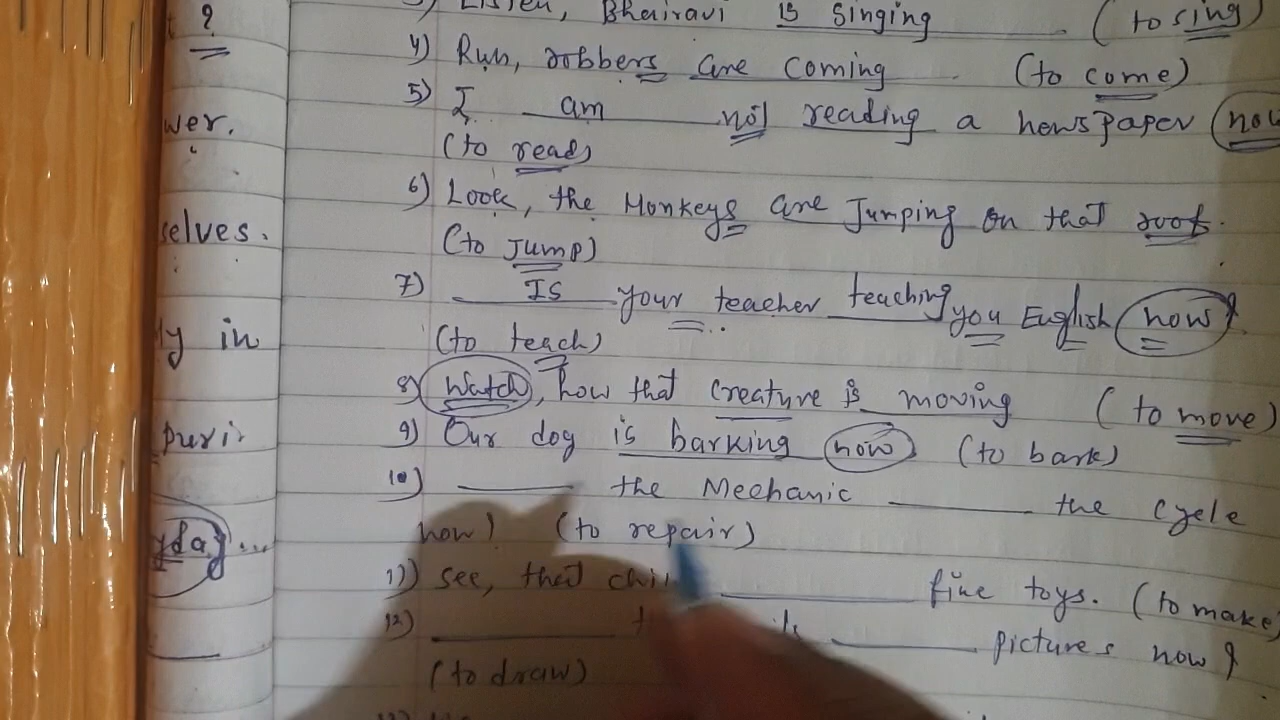 ?
3) Listen, Bhairavi is singing (to sing)
4) Run, robbers are coming (to come)
wer.
5) I am not reading a newspaper now
(to read)
6) Look, the Monkeys are Jumping on that roof.
selves.
(to Jump)
7) Is your teacher teaching you English now?
ly in
(to teach)
8) Watch, how that creature is moving (to move)
puri
9) Our dog is barking now (to bark)
10) the Mechanic the cycle
now? (to repair)
yday...
11) see, that fine toys. (to make)
12) pictures now?
(to draw)